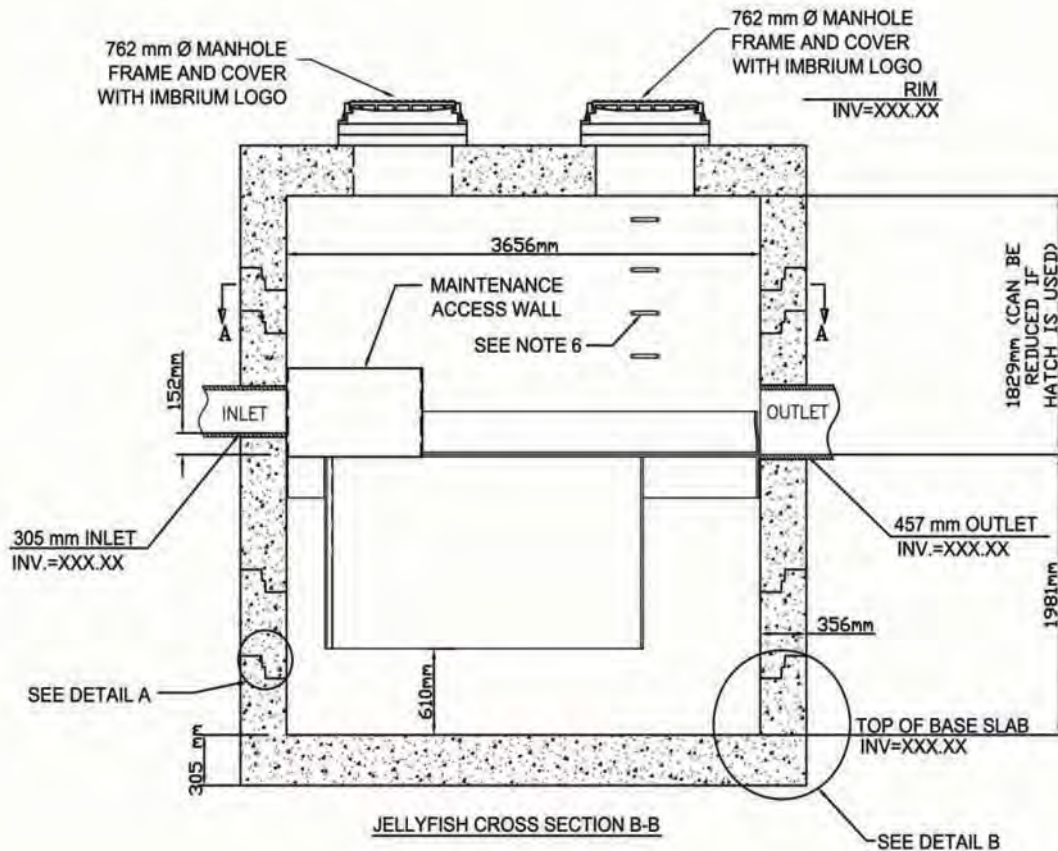 762 mm Ø MANHOLE
FRAME AND COVER
WITH IMBRIUM LOGO
762 mm Ø MANHOLE
FRAME AND COVER
WITH IMBRIUM LOGO
RIM
INV=XXX.XX
3656mm
MAINTENANCE
ACCESS WALL
SEE NOTE 6
A
A
1829mm (CAN BE
REDUCED IF
HATCH IS USED)
152mm
INLET
OUTLET
305 mm INLET
INV.=XXX.XX
457 mm OUTLET
INV.=XXX.XX
1981mm
356mm
SEE DETAIL A
610mm
TOP OF BASE SLAB
INV=XXX.XX
305 mm
JELLYFISH CROSS SECTION B-B
SEE DETAIL B